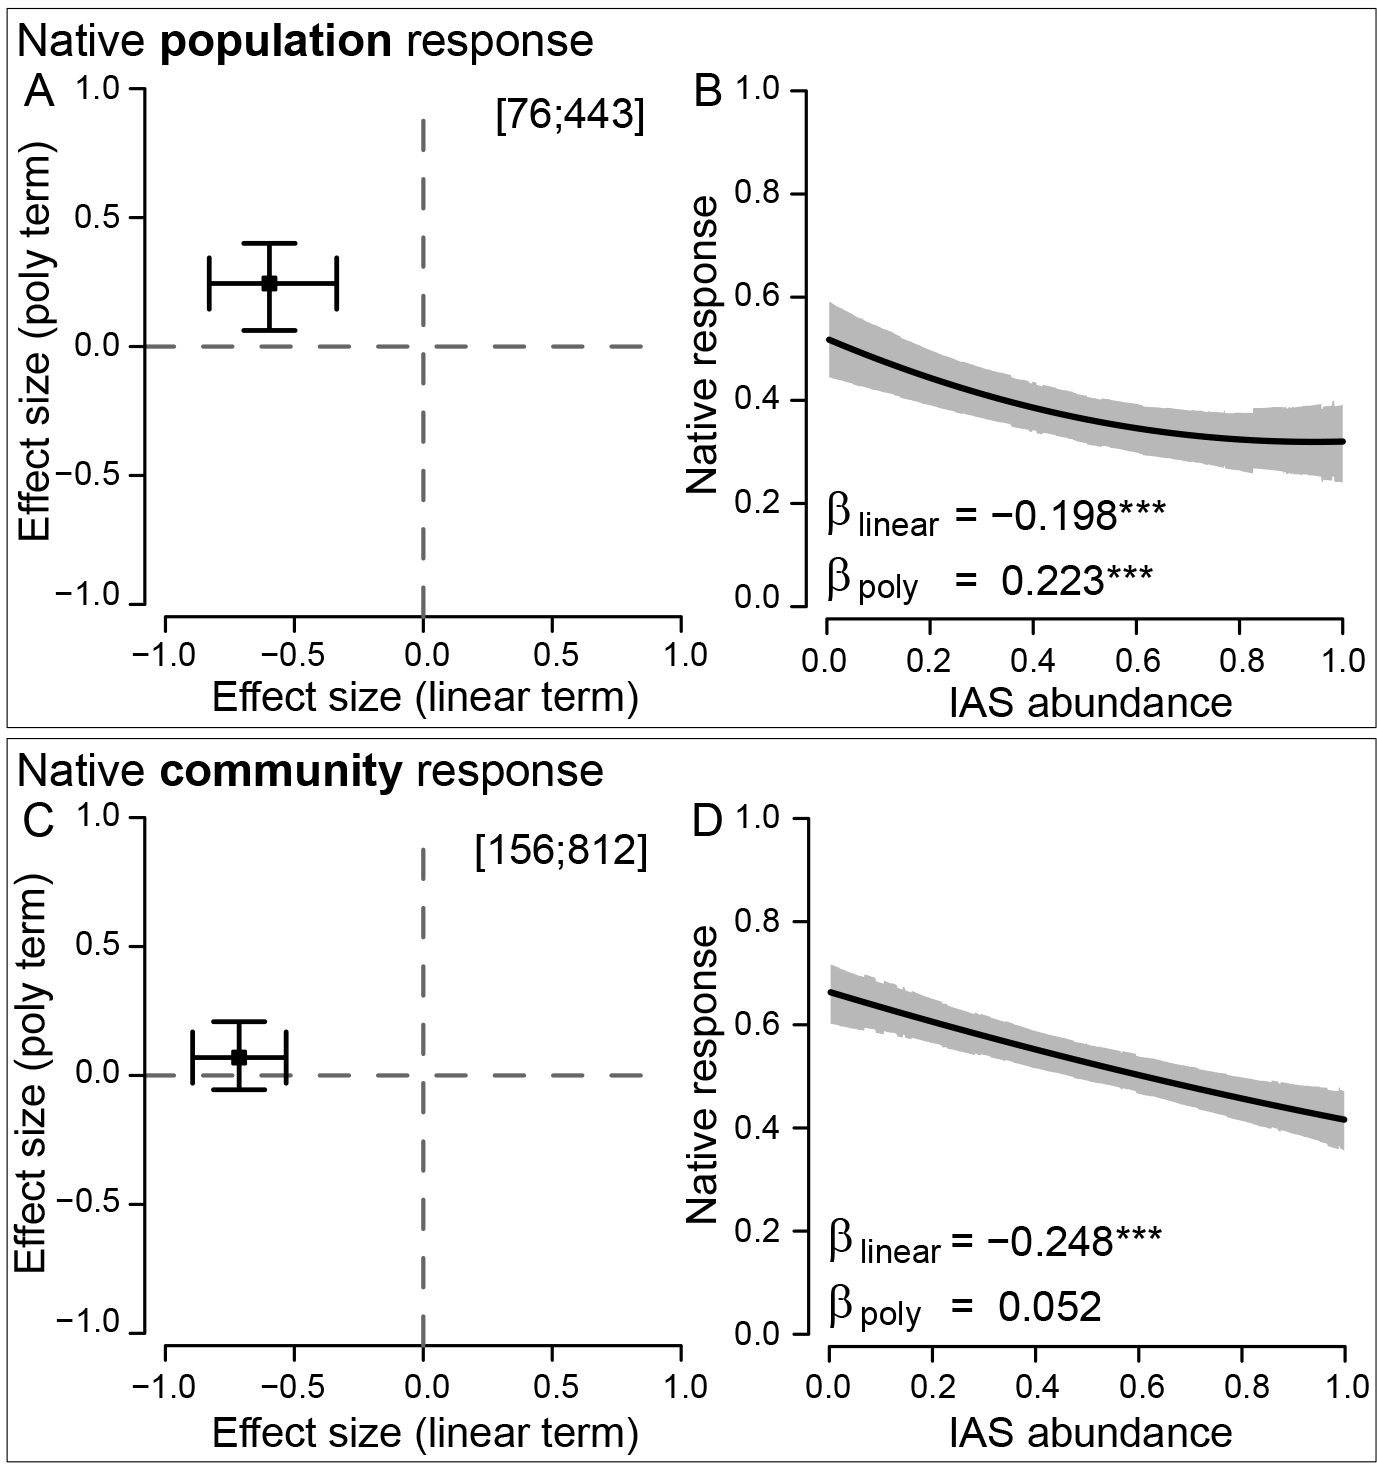 Native population response
A
[76;443]
1.0
0.5
0.0
−0.5
−1.0
Effect size (poly term)
−1.0 −0.5 0.0 0.5 1.0
Effect size (linear term)
B
1.0
0.8
0.6
0.4
0.2
0.0
Native response
β linear = −0.198***
β poly = 0.223***
0.0 0.2 0.4 0.6 0.8 1.0
IAS abundance
Native community response
C
[156;812]
1.0
0.5
0.0
−0.5
−1.0
Effect size (poly term)
−1.0 −0.5 0.0 0.5 1.0
Effect size (linear term)
D
1.0
0.8
0.6
0.4
0.2
0.0
Native response
β linear = −0.248***
β poly = 0.052
0.0 0.2 0.4 0.6 0.8 1.0
IAS abundance